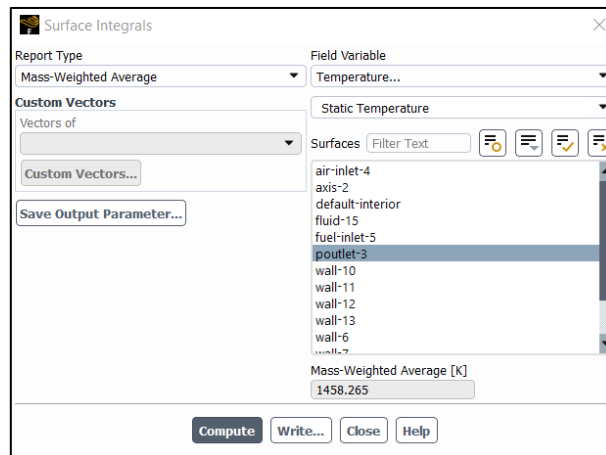 Surface Integrals
Report Type
Mass-Weighted Average
Custom Vectors
Vectors of
Custom Vectors...
Save Output Parameter...
Field Variable
Temperature...
Static Temperature
Surfaces Filter Text
air-inlet-4
axis-2
default-interior
fluid-15
fuel-inlet-5
poutlet-3
wall-10
wall-11
wall-12
wall-13
wall-6
wall-7
Mass-Weighted Average [K]
1458.265
Compute Write... Close Help